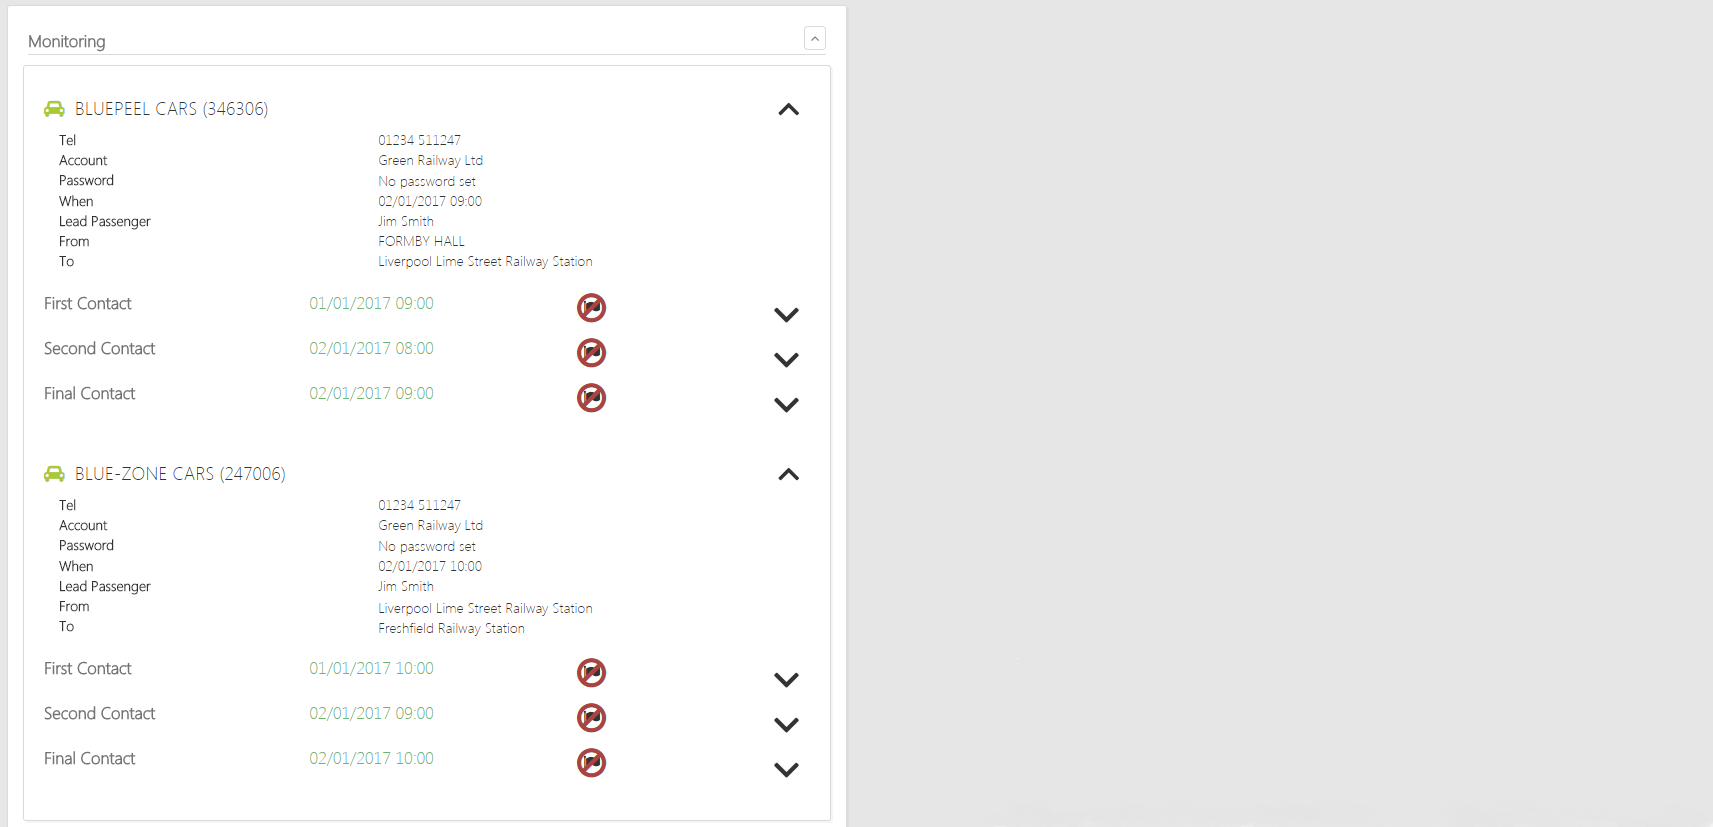 Monitoring
BLUEPEEL CARS (346306)
Tel 01234 511247
Account Green Railway Ltd
Password No password set
When 02/01/2017 09:00
Lead Passenger Jim Smith
From FORMBY HALL
To Liverpool Lime Street Railway Station
First Contact 01/01/2017 09:00
Second Contact 02/01/2017 08:00
Final Contact 02/01/2017 09:00
BLUE-ZONE CARS (247006)
Tel 01234 511247
Account Green Railway Ltd
Password No password set
When 02/01/2017 10:00
Lead Passenger Jim Smith
From Liverpool Lime Street Railway Station
To Freshfield Railway Station
First Contact 01/01/2017 10:00
Second Contact 02/01/2017 09:00
Final Contact 02/01/2017 10:00